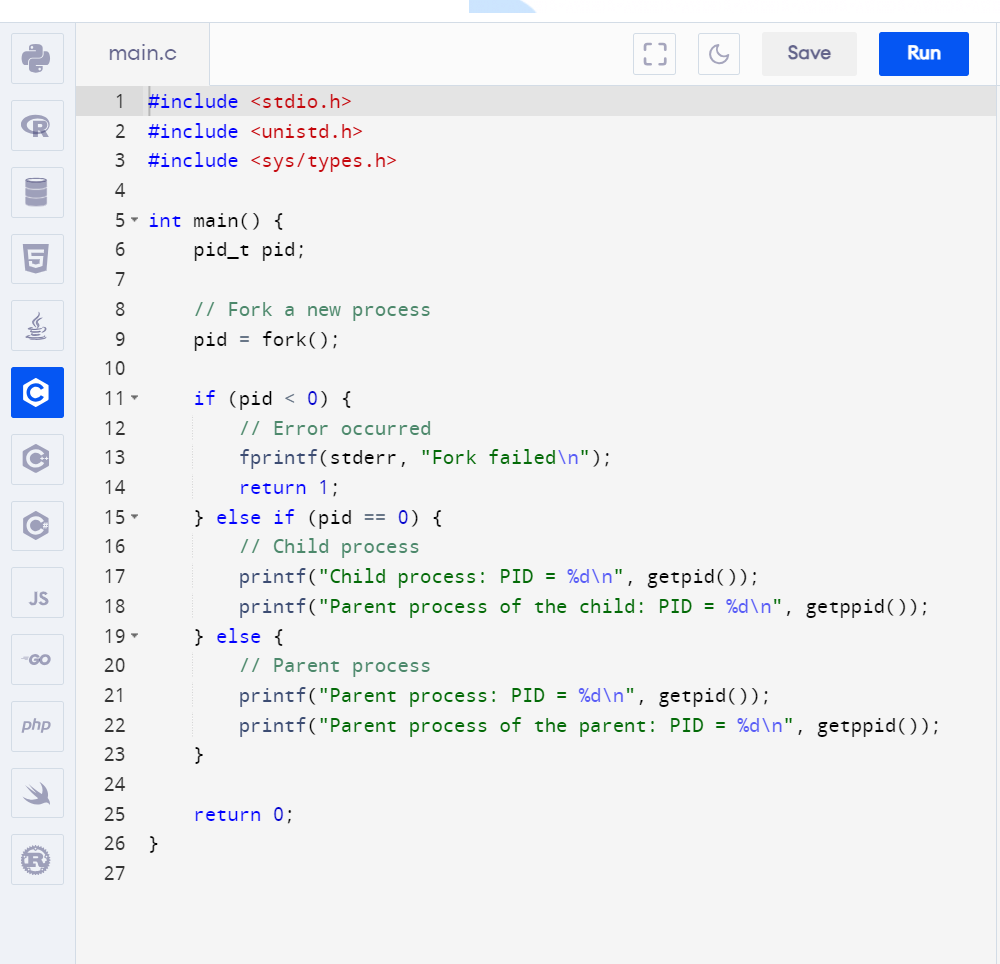 main.c
Save
Run
1 #include <stdio.h>
2 #include <unistd.h>
3 #include <sys/types.h>
4
5 int main() {
6     pid_t pid;
7
8     // Fork a new process
9     pid = fork();
10
11     if (pid < 0) {
12         // Error occurred
13         fprintf(stderr, "Fork failed\n");
14         return 1;
15     } else if (pid == 0) {
16         // Child process
17         printf("Child process: PID = %d\n", getpid());
18         printf("Parent process of the child: PID = %d\n", getppid());
19     } else {
20         // Parent process
21         printf("Parent process: PID = %d\n", getpid());
22         printf("Parent process of the parent: PID = %d\n", getppid());
23     }
24
25     return 0;
26 }
27
R
5
C
C++
C#
JS
GO
php
R